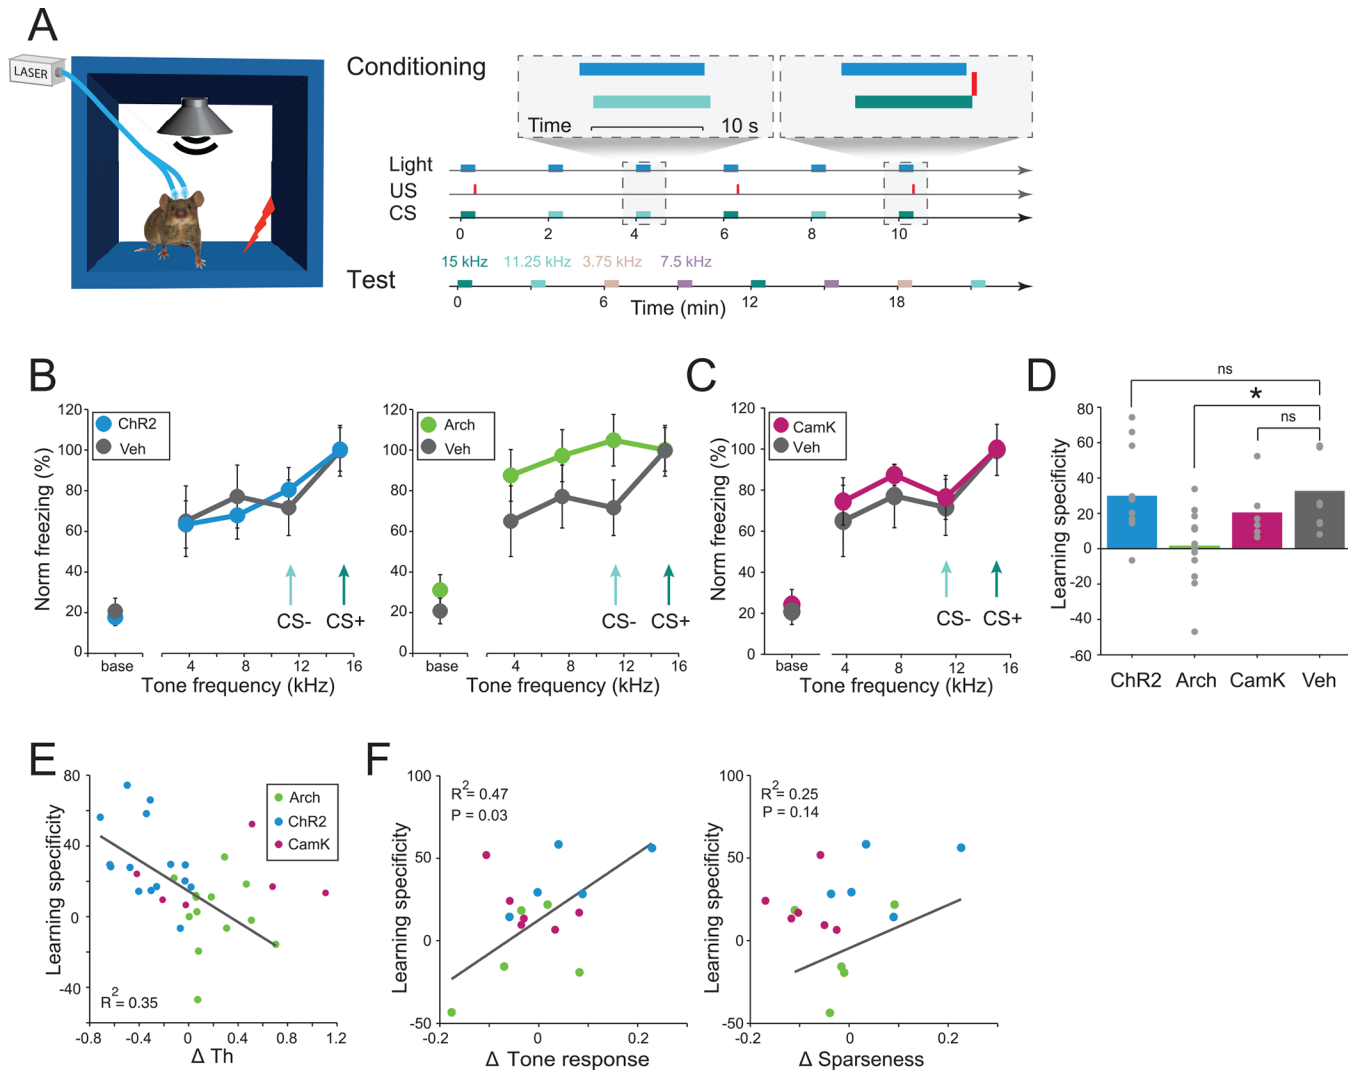 A
LASER
Conditioning
Time
10 s
Light
US
CS
0
2
4
6
8
10
15 kHz
11.25 kHz
3.75 kHz
7.5 kHz
Test
0
6
12
18
Time (min)
B
Norm freezing (%)
120
100
80
60
40
20
0
ChR2
Veh
CS-
CS+
base
4
8
12
16
Tone frequency (kHz)
120
100
80
60
40
20
0
Arch
Veh
CS-
CS+
base
4
8
12
16
Tone frequency (kHz)
C
Norm freezing (%)
120
100
80
60
40
20
0
CamK
Veh
CS-
CS+
base
4
8
12
16
Tone frequency (kHz)
D
Learning specificity
80
60
40
20
0
-20
-40
-60
ns
*
ns
ChR2
Arch
CamK
Veh
E
Learning specificity
80
40
0
-40
Arch
ChR2
CamK
R2= 0.35
-0.8
-0.4
0
0.4
0.8
1.2
Δ Th
F
Learning specificity
100
50
0
-50
R2= 0.47
P = 0.03
-0.2
0
0.2
Δ Tone response
Learning specificity
100
50
0
-50
R2= 0.25
P = 0.14
-0.2
0
0.2
Δ Sparseness